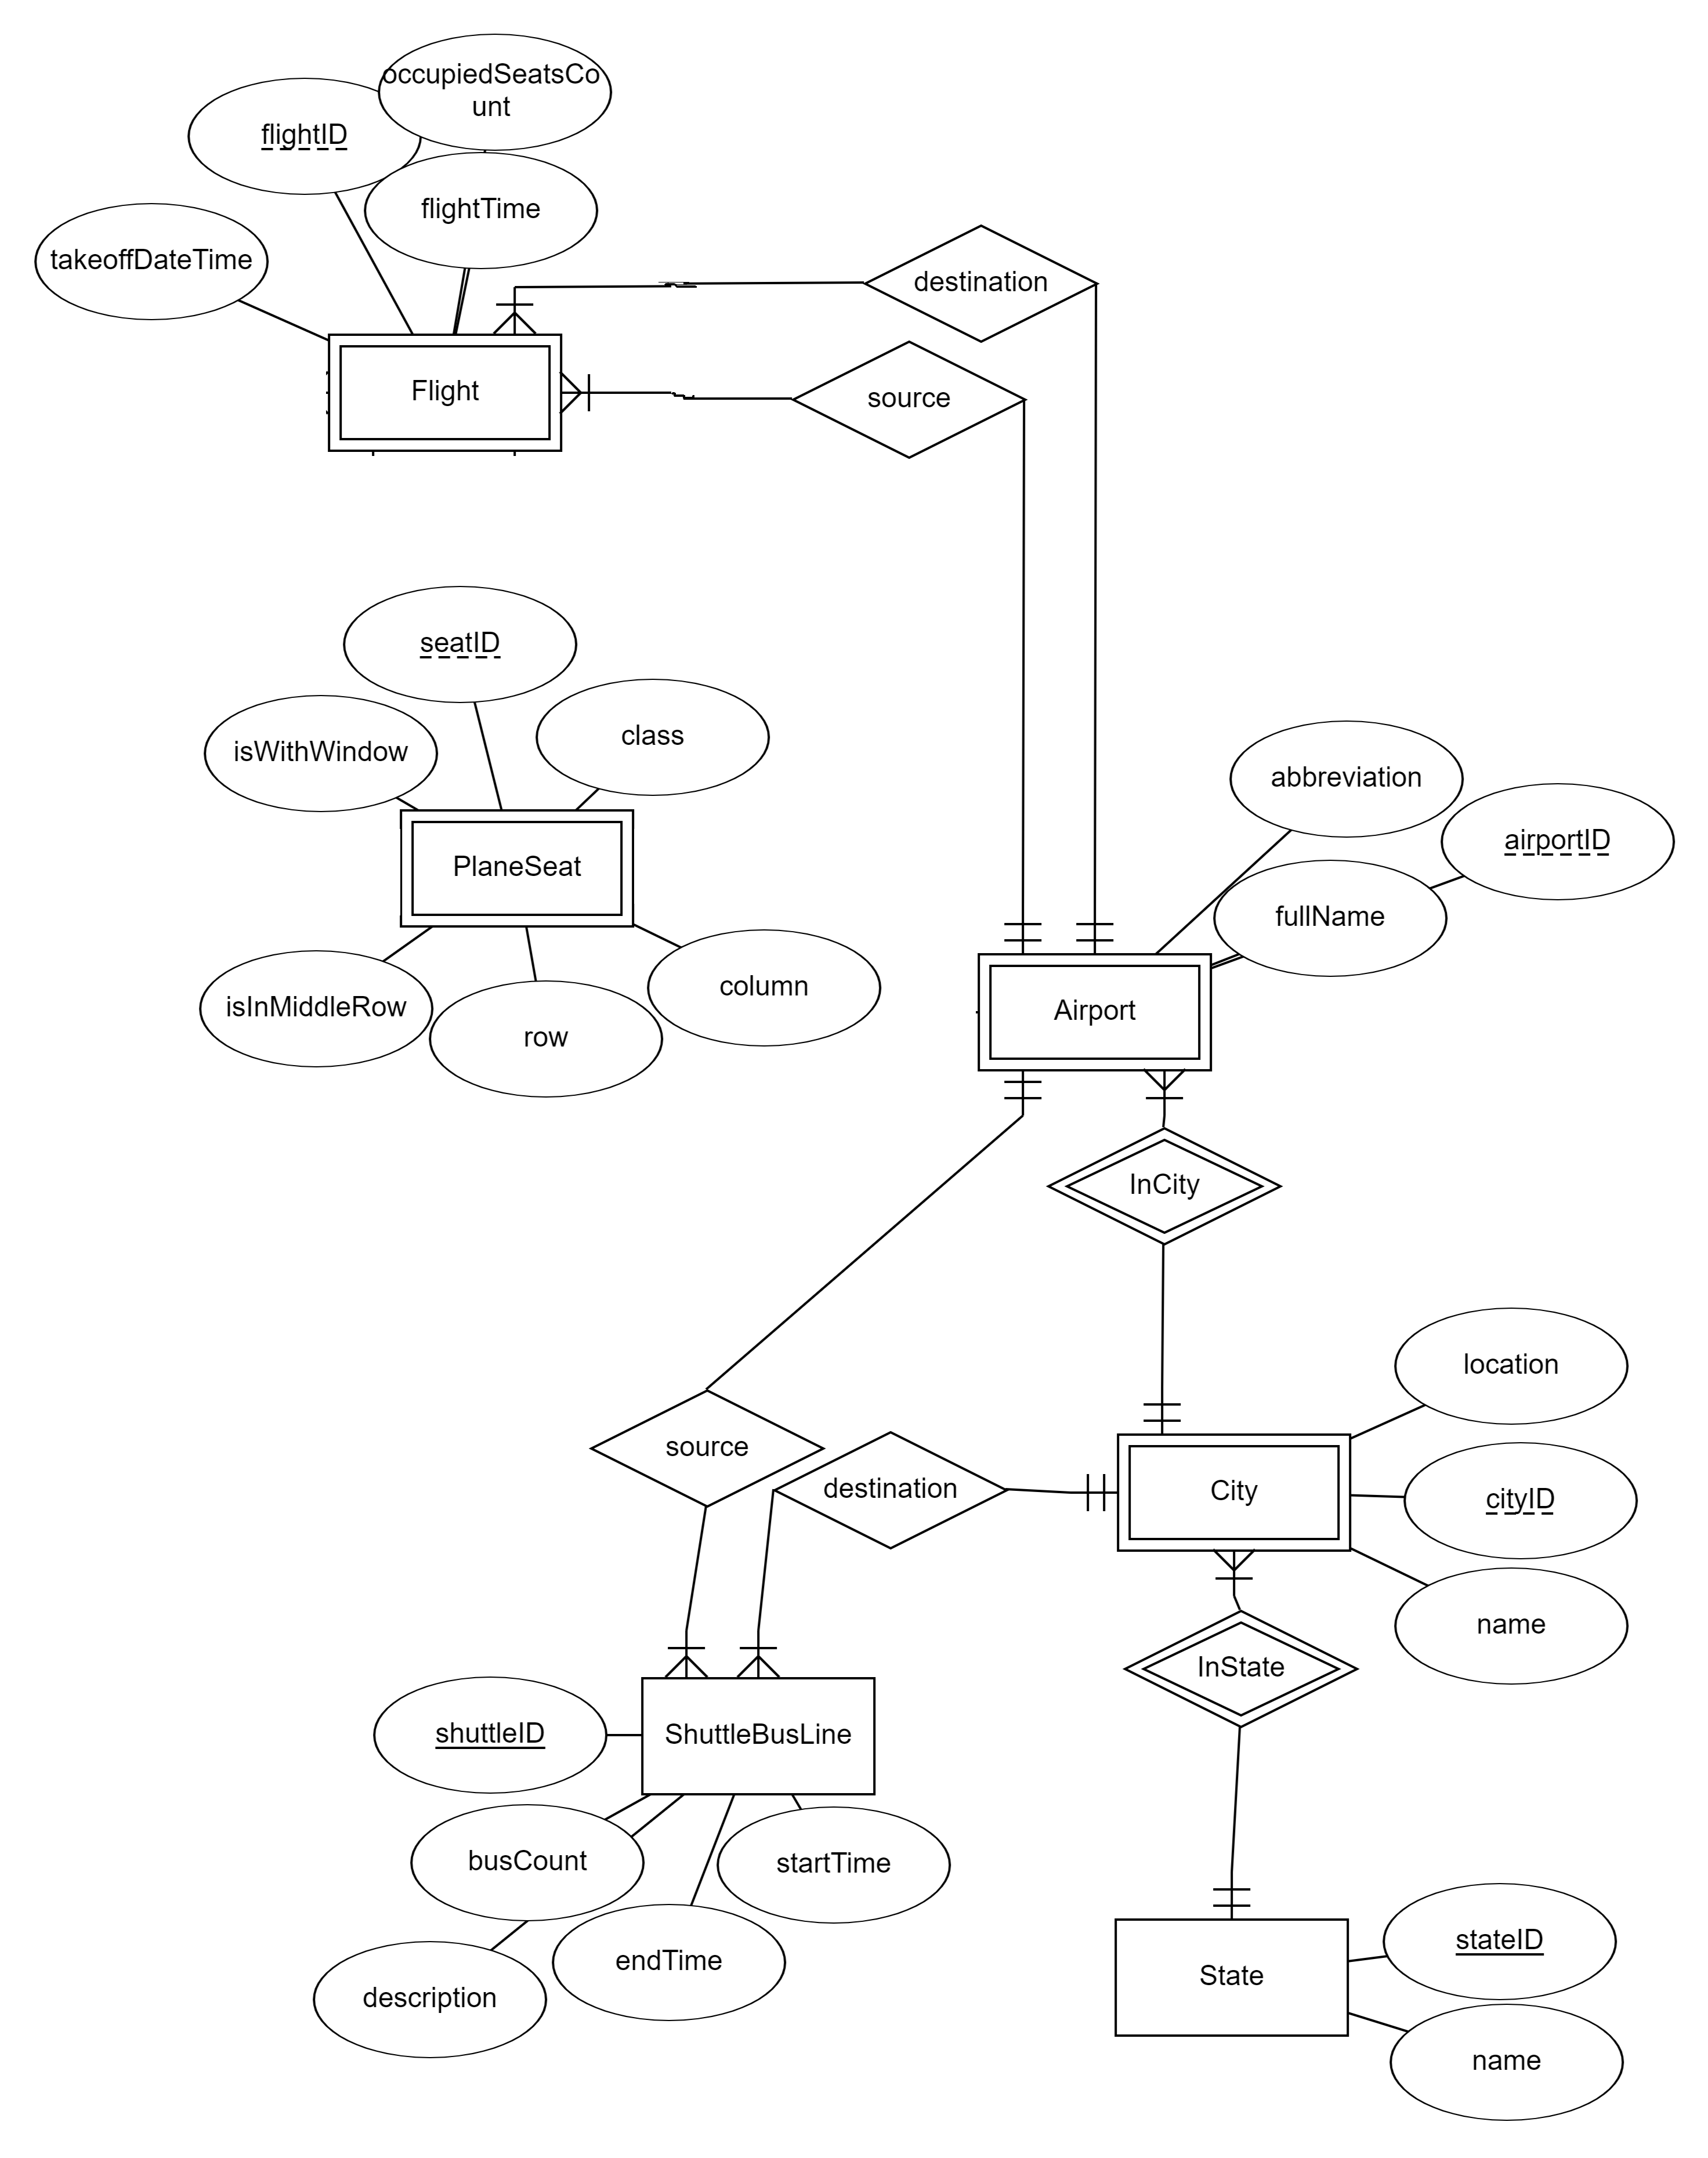 occupiedSeatsCo
unt
flightID
flightTime
takeoffDateTime
destination
Flight
source
seatID
class
isWithWindow
abbreviation
airportID
PlaneSeat
fullName
column
isInMiddleRow
Airport
row
InCity
location
source
destination
City
cityID
name
InState
shuttleID
ShuttleBusLine
busCount
startTime
stateID
endTime
State
description
name